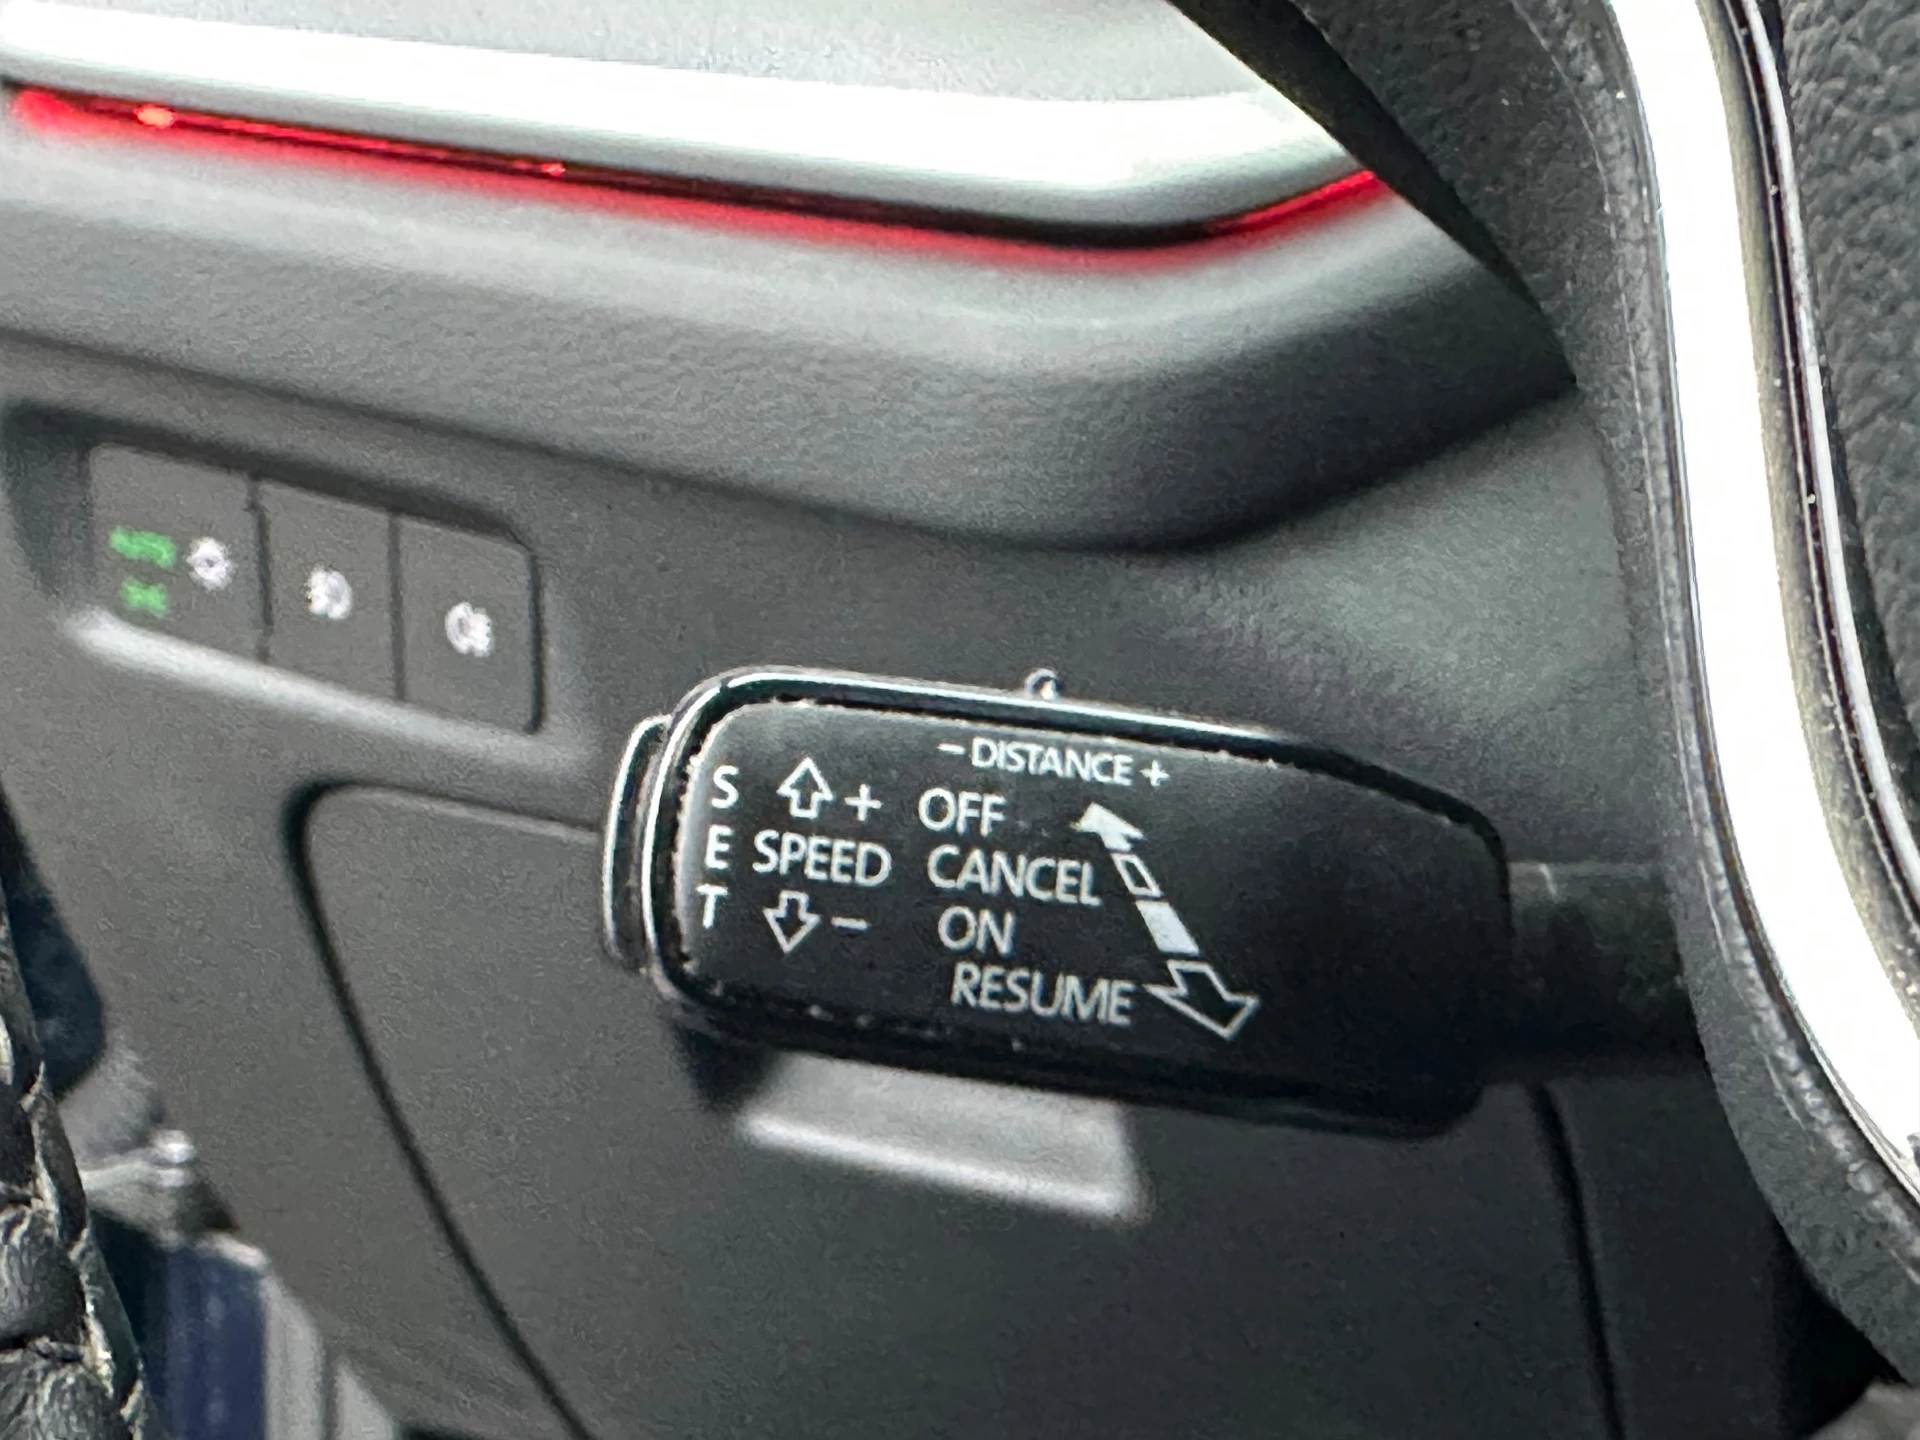 - DISTANCE +
S + OFF
E SPEED CANCEL
T - ON
RESUME